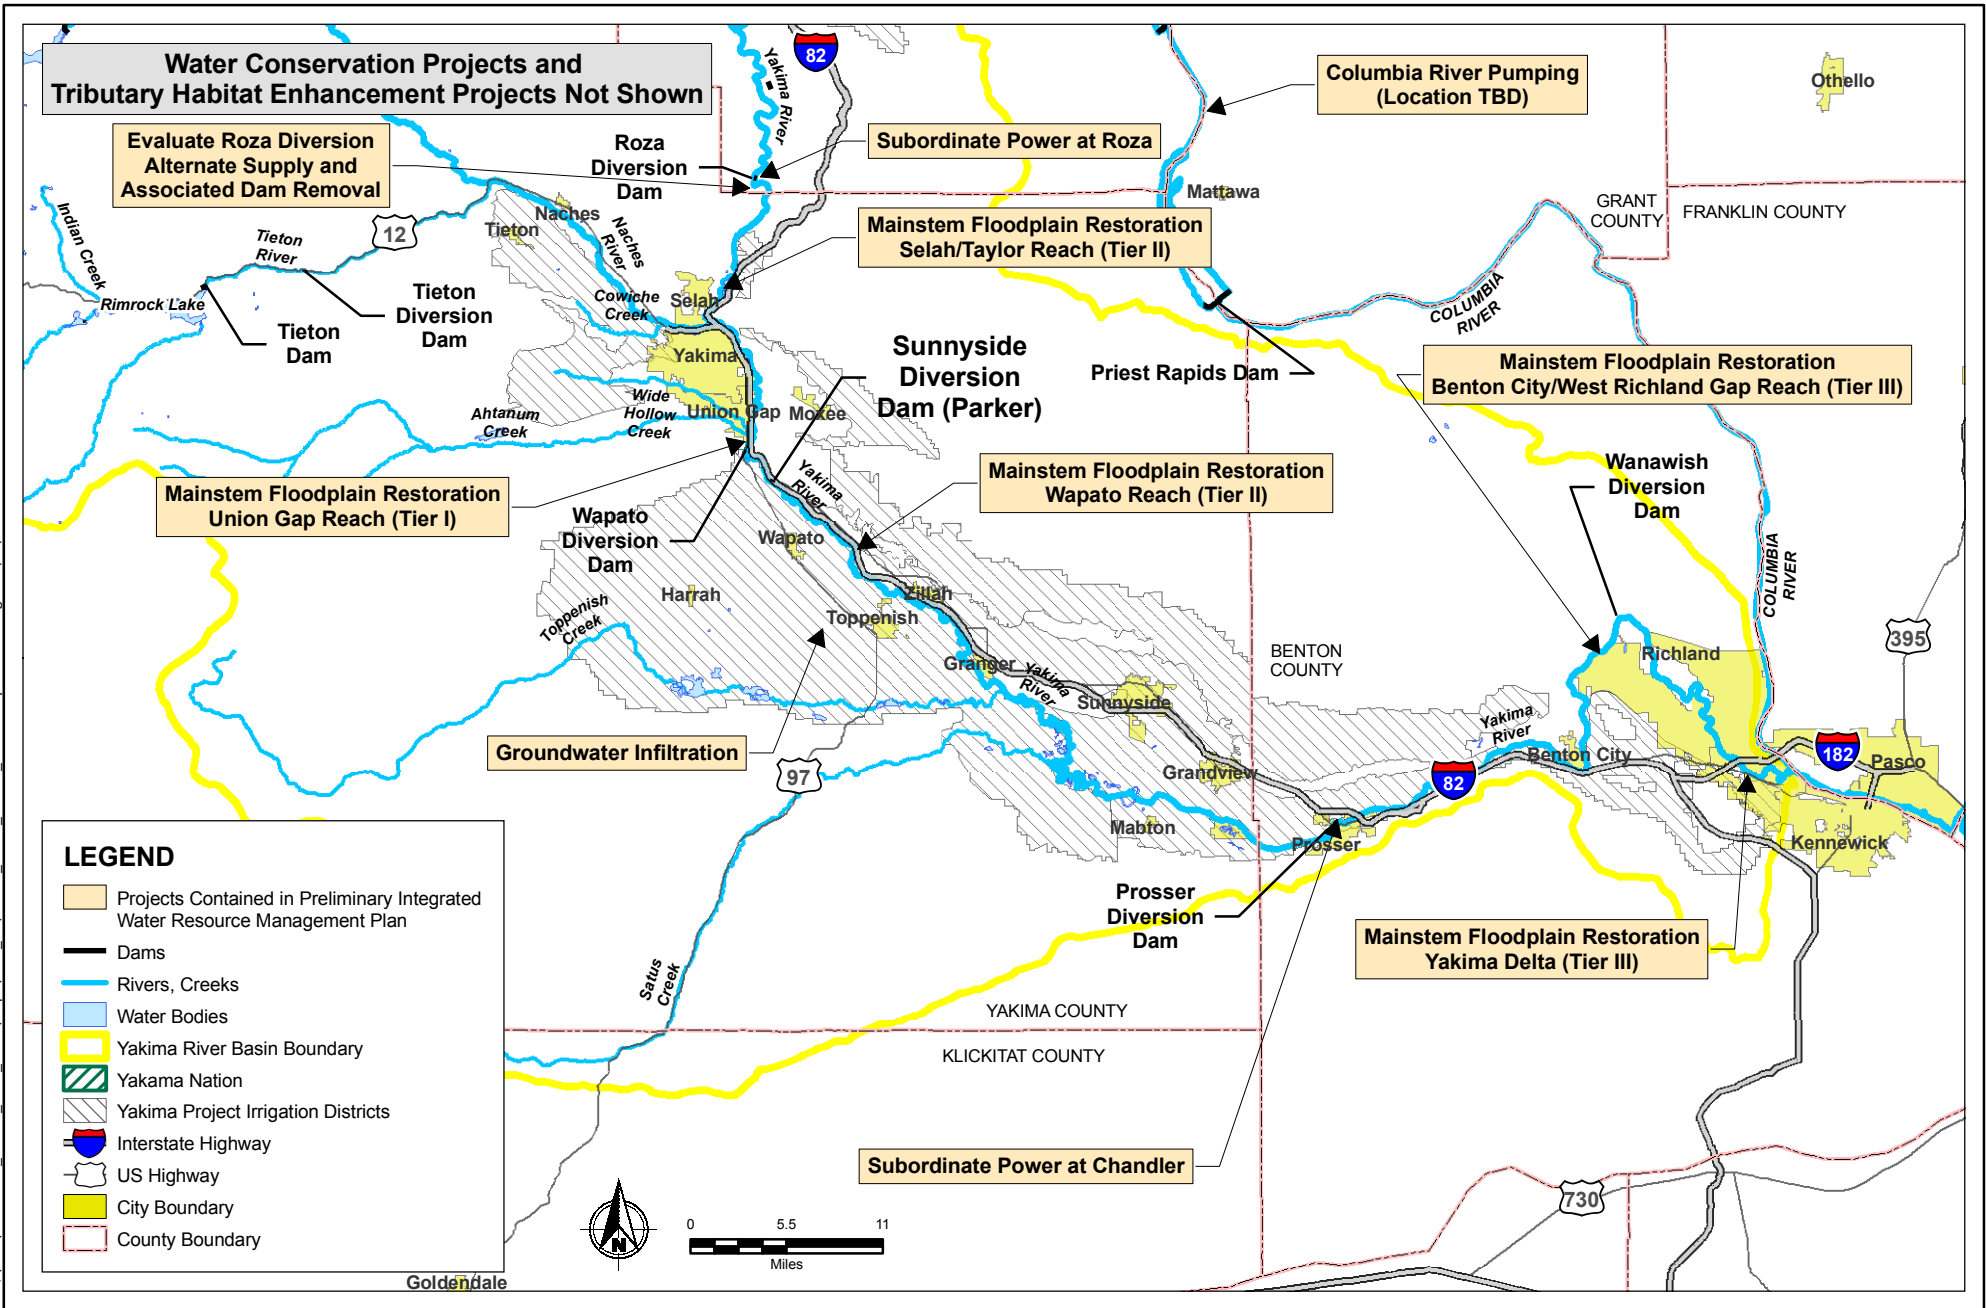 Water Conservation Projects and
Tributary Habitat Enhancement Projects Not Shown
82
Yakima River
Columbia River Pumping
(Location TBD)
Othello
Evaluate Roza Diversion
Alternate Supply and
Associated Dam Removal
Roza
Diversion
Dam
Subordinate Power at Roza
Mattawa
GRANT
COUNTY
FRANKLIN COUNTY
Indian Creek
12
Tieton
River
Naches
Tieton
Naches
River
Mainstem Floodplain Restoration
Selah/Taylor Reach (Tier II)
Rimrock Lake
Tieton
Dam
Tieton
Diversion
Dam
Cowiche
Creek
Selah
COLUMBIA
RIVER
Yakima
Sunnyside
Diversion
Dam (Parker)
Priest Rapids Dam
Mainstem Floodplain Restoration
Benton City/West Richland Gap Reach (Tier III)
Ahtanum
Creek
Wide
Hollow
Creek
Union Gap
Moxee
Mainstem Floodplain Restoration
Union Gap Reach (Tier I)
Yakima
River
Mainstem Floodplain Restoration
Wapato Reach (Tier II)
Wanawish
Diversion
Dam
Wapato
Diversion
Dam
Wapato
COLUMBIA
RIVER
Harrah
Zillah
Toppenish
Creek
Toppenish
395
Granger
Yakima
River
BENTON
COUNTY
Richland
Sunnyside
Yakima
River
Groundwater Infiltration
97
Grandview
82
Benton City
182
Pasco
Mabton
Prosser
Kennewick
Prosser
Diversion
Dam
Mainstem Floodplain Restoration
Yakima Delta (Tier III)
Satus
Creek
YAKIMA COUNTY
KLICKITAT COUNTY
Subordinate Power at Chandler
730
LEGEND
Projects Contained in Preliminary Integrated
Water Resource Management Plan
Dams
Rivers, Creeks
Water Bodies
Yakima River Basin Boundary
Yakama Nation
Yakima Project Irrigation Districts
Interstate Highway
US Highway
City Boundary
County Boundary
N
0 5.5 11
Miles
Goldendale